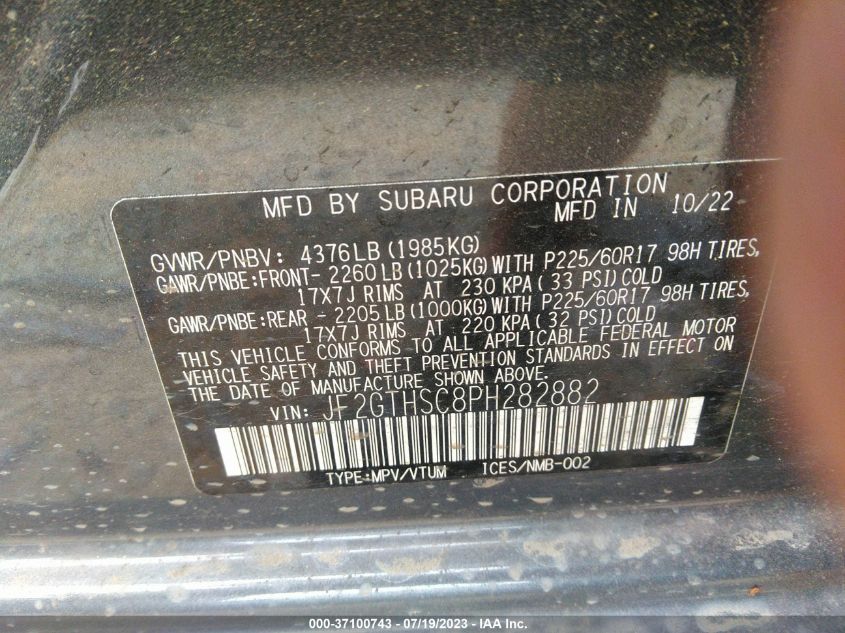 MFD BY SUBARU CORPORATION
MFD IN 10/22
GVWR/PNBV: 4376LB (1985KG)
GAWR/PNBE:FRONT- 2260LB (1025KG) WITH P225/60R17 98H TIRES,
17X7J RIMS AT 230 KPA( 33 PSI) COLD
GAWR/PNBE:REAR - 2205LB (1000KG) WITH P225/60R17 98H TIRES,
17X7J RIMS AT 220 KPA( 32 PSI) COLD
THIS VEHICLE CONFORMS TO ALL APPLICABLE FEDERAL MOTOR
VEHICLE SAFETY AND THEFT PREVENTION STANDARDS IN EFFECT ON
THE DATE OF MANUFACTURE SHOWN ABOVE.
VIN: JF2GTHSC8PH282882
TYPE:MPV/VTUM ICES/NMB-002
000-37100743 - 07/19/2023 - IAA Inc.